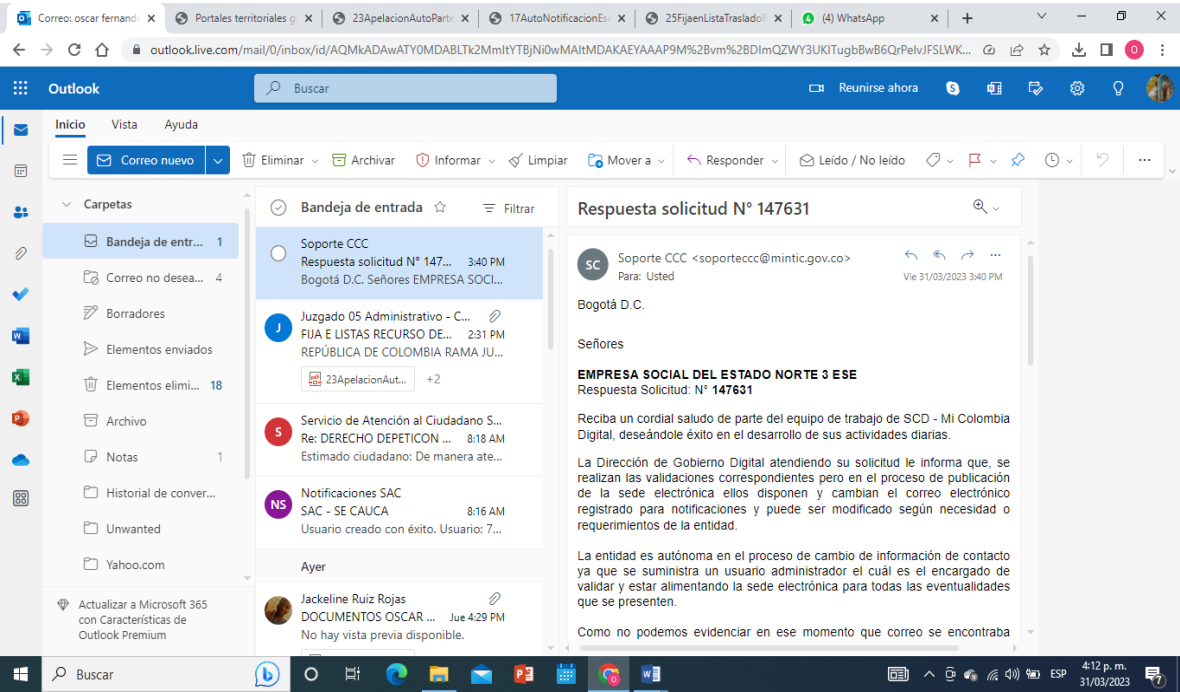 Correo: oscar fernand
Portales territoriales g
23ApelacionAutoParte
17AutoNotificacionEs
25FijaenListaTraslado
(4) WhatsApp
outlook.live.com/mail/0/inbox/id/AQMkADAwATY0MDABLTk2MmItYTBjNi0wMAItMDAKAEYAAAP9M%2Bvm%2BDImQZWY3UKITugbBwB6QrPelvJFSLWK...
O
Outlook
Buscar
Reunirse ahora
Inicio
Vista
Ayuda
Correo nuevo
Eliminar
Archivar
Informar
Limpiar
Mover a
Responder
Leído / No leído
Carpetas
Bandeja de entr... 1
Correo no desea... 4
Borradores
Elementos enviados
Elementos elimi... 18
Archivo
Notas 1
Historial de conver...
Unwanted
Yahoo.com
Actualizar a Microsoft 365
con Características de
Outlook Premium
Bandeja de entrada
Filtrar
Soporte CCC
Respuesta solicitud N° 147... 3:40 PM
Bogotá D.C. Señores EMPRESA SOCI...
J
Juzgado 05 Administrativo - C...
FIJA E LISTAS RECURSO DE... 2:31 PM
REPÚBLICA DE COLOMBIA RAMA JU...
23ApelacionAut...
+2
S
Servicio de Atención al Ciudadano S...
Re: DERECHO DEPETICON ... 8:18 AM
Estimado ciudadano: De manera ate...
NS
Notificaciones SAC
SAC - SE CAUCA 8:16 AM
Usuario creado con éxito. Usuario: 7...
Ayer
Jackeline Ruiz Rojas
DOCUMENTOS OSCAR ... Jue 4:29 PM
No hay vista previa disponible.
Respuesta solicitud N° 147631
SC
Soporte CCC <soporteccc@mintic.gov.co>
Para: Usted
Vie 31/03/2023 3:40 PM
Bogotá D.C.
Señores
EMPRESA SOCIAL DEL ESTADO NORTE 3 ESE
Respuesta Solicitud: N° 147631
Reciba un cordial saludo de parte del equipo de trabajo de SCD - Mi Colombia
Digital, deseándole éxito en el desarrollo de sus actividades diarias.
La Dirección de Gobierno Digital atendiendo su solicitud le informa que, se
realizan las validaciones correspondientes pero en el proceso de publicación
de la sede electrónica ellos disponen y cambian el correo electrónico
registrado para notificaciones y puede ser modificado según necesidad o
requerimientos de la entidad.
La entidad es autónoma en el proceso de cambio de información de contacto
ya que se suministra un usuario administrador el cuál es el encargado de
validar y estar alimentando la sede electrónica para todas las eventualidades
que se presenten.
Como no podemos evidenciar en ese momento que correo se encontraba
Buscar
ESP
4:12 p. m.
31/03/2023
7